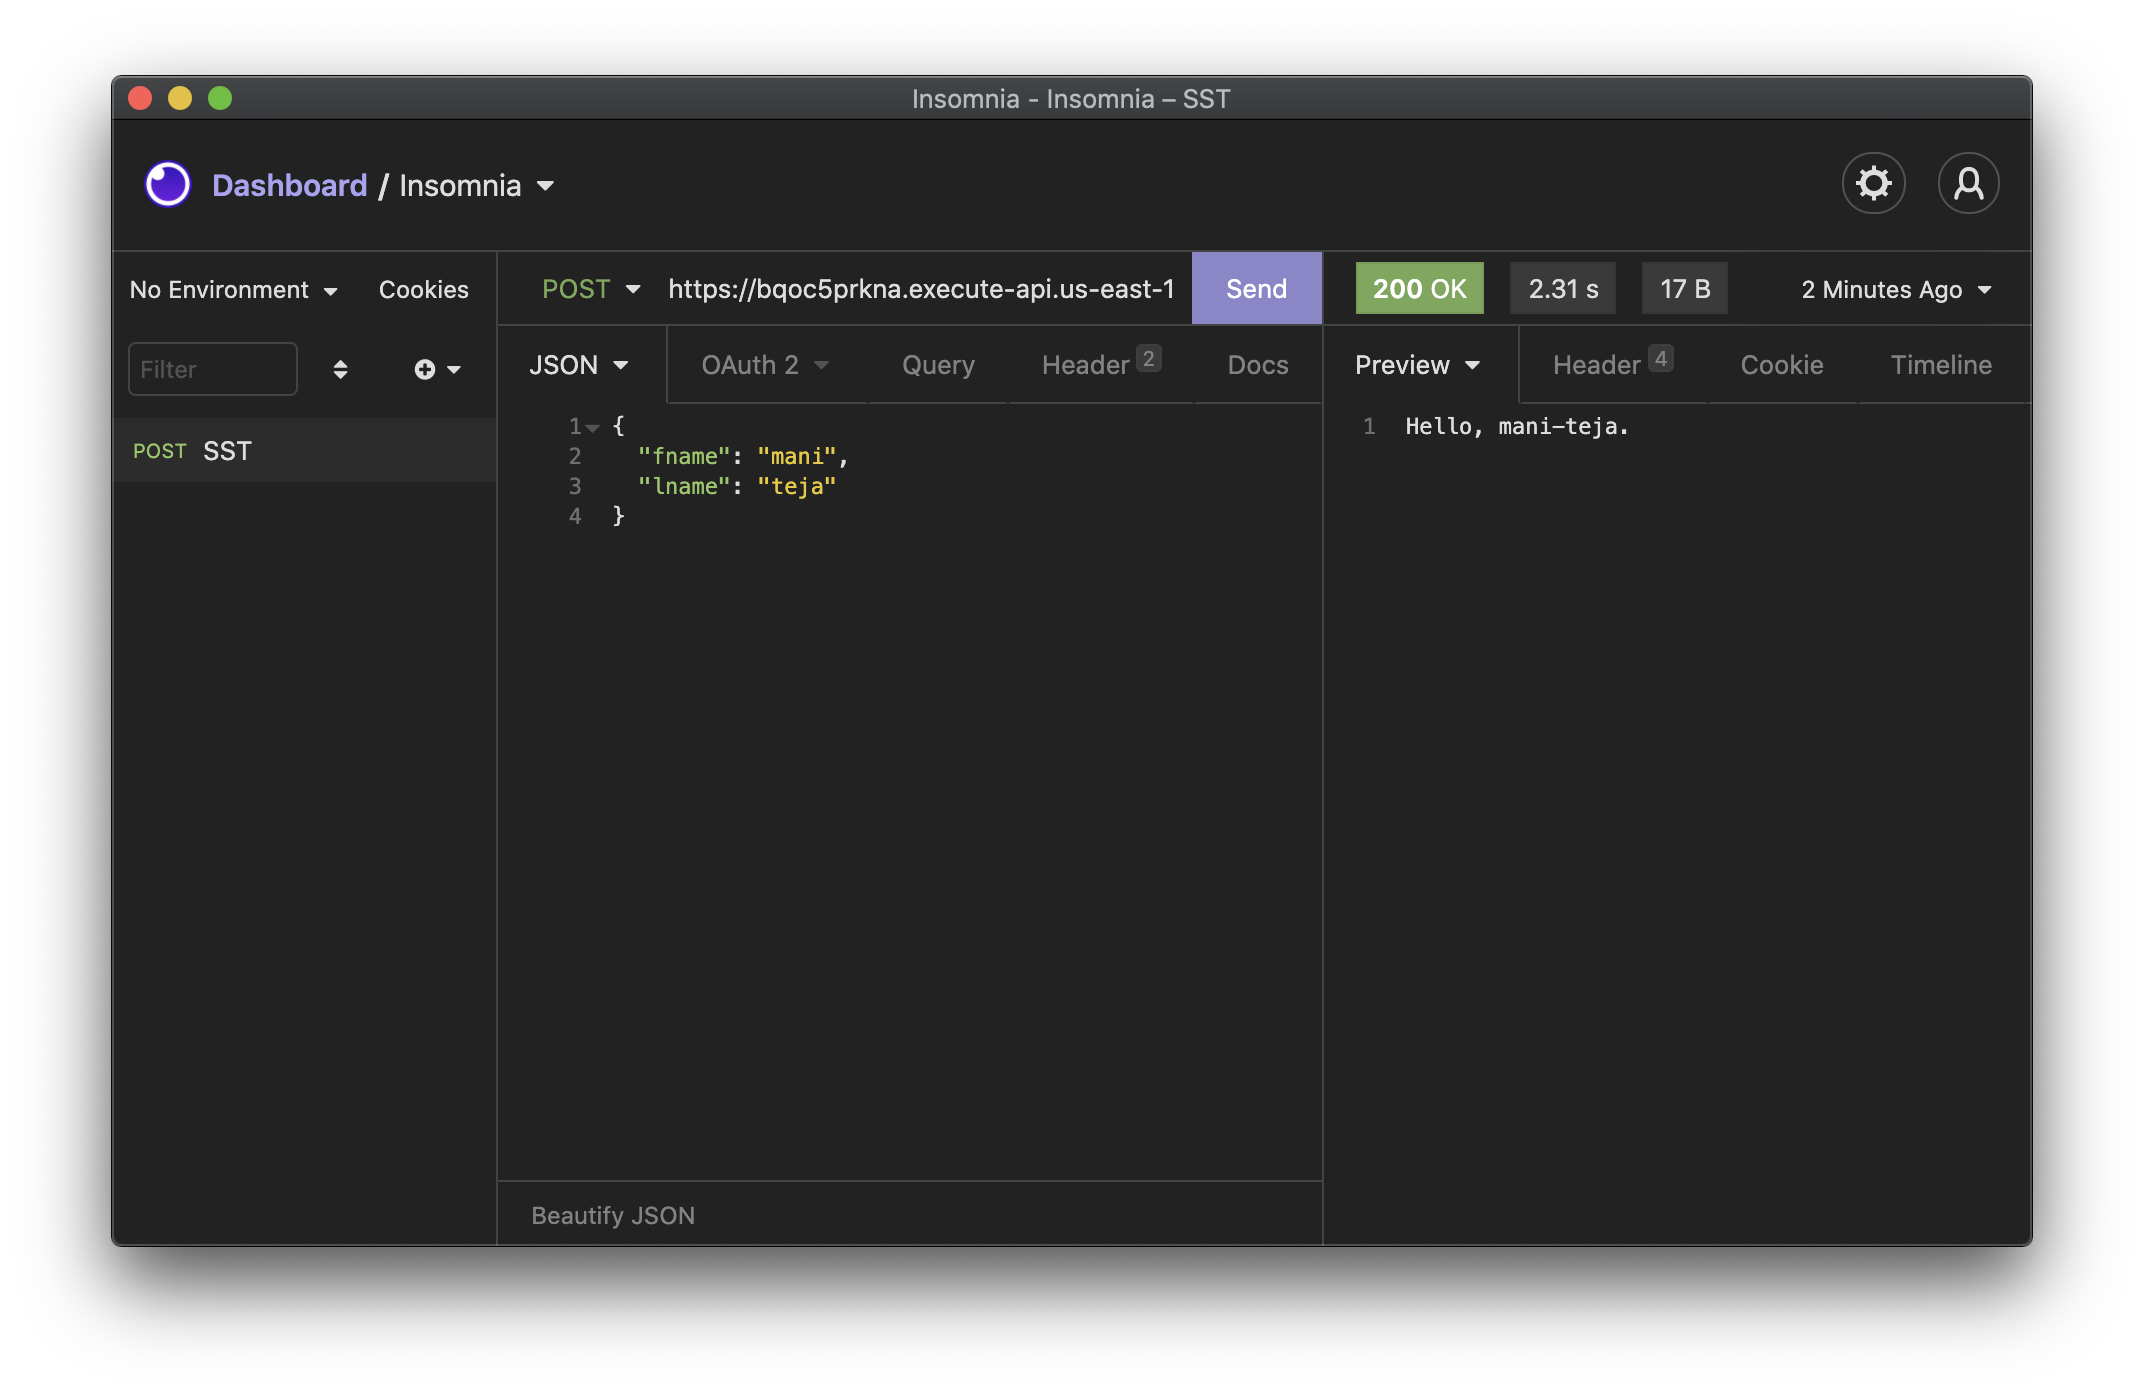 Insomnia - Insomnia – SST
Dashboard / Insomnia
No Environment Cookies
POST https://bqoc5prkna.execute-api.us-east-1 Send
200 OK 2.31 s 17 B 2 Minutes Ago
Filter
JSON OAuth 2 Query Header 2 Docs
Preview Header 4 Cookie Timeline
POST SST
1 {
2 "fname": "mani",
3 "lname": "teja"
4 }
1 Hello, mani-teja.
Beautify JSON